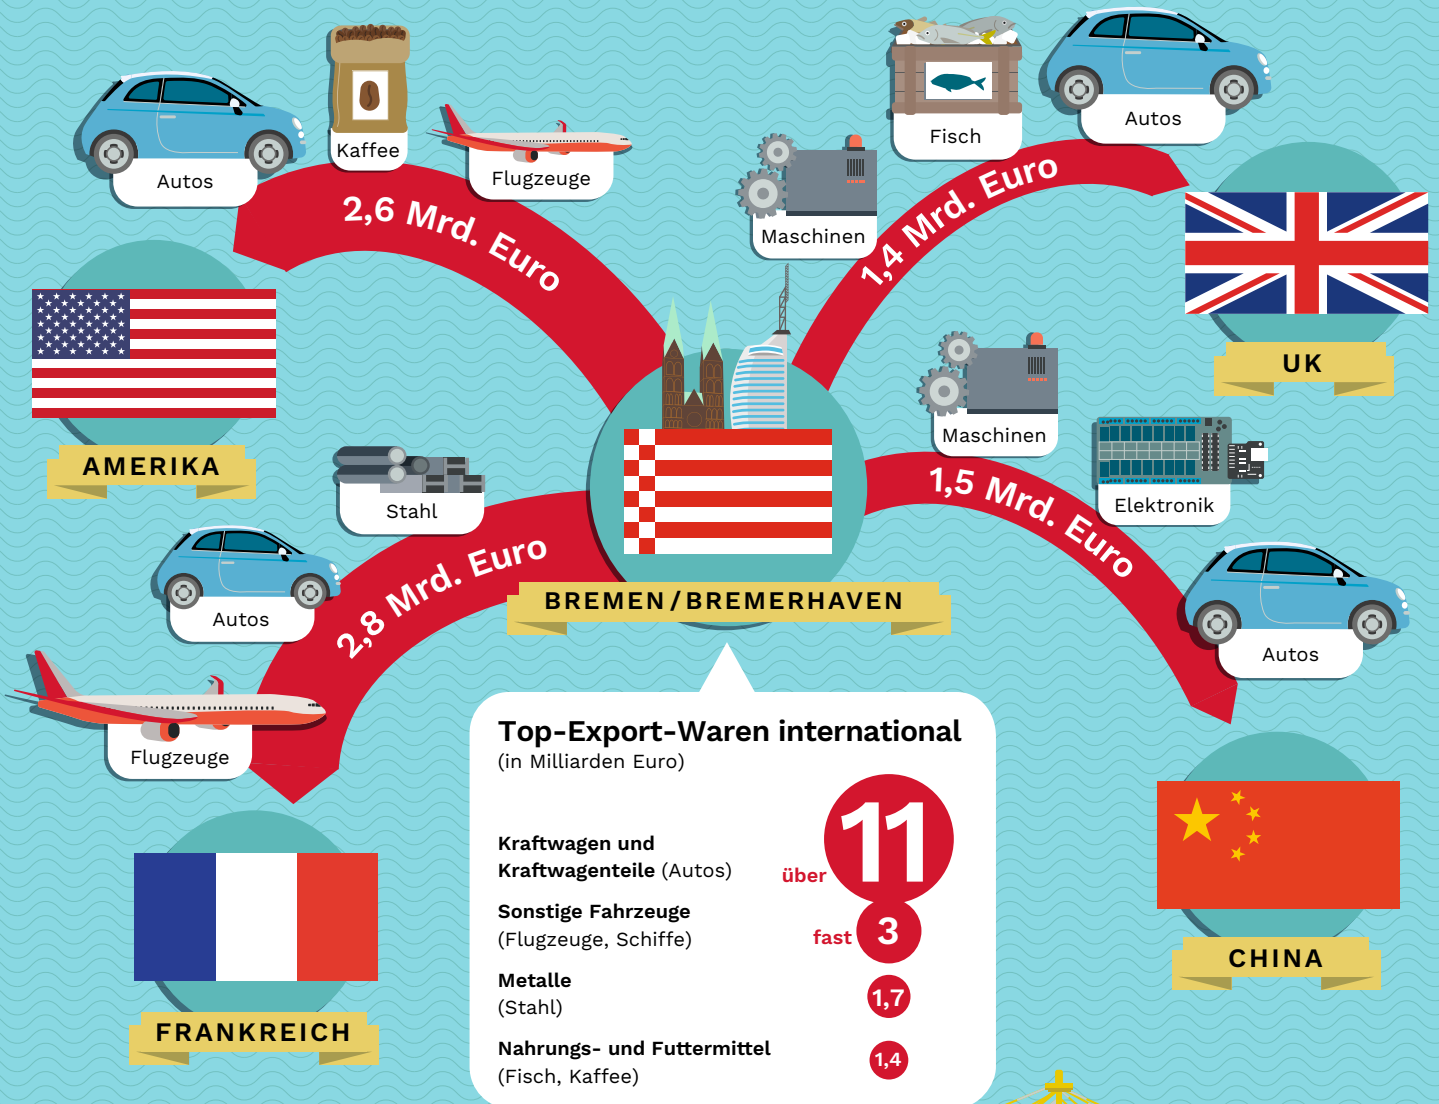 Autos
Kaffee
Flugzeuge
2,6 Mrd. Euro
AMERIKA
Maschinen
Fisch
Autos
1,4 Mrd. Euro
UK
Stahl
Autos
Flugzeuge
2,8 Mrd. Euro
FRANKREICH
Maschinen
Elektronik
Autos
1,5 Mrd. Euro
CHINA
BREMEN/BREMERHAVEN
Top-Export-Waren international
(in Milliarden Euro)
Kraftwagen und
Kraftwagenteile (Autos) über 11
Sonstige Fahrzeuge
(Flugzeuge, Schiffe) fast 3
Metalle
(Stahl) 1,7
Nahrungs- und Futtermittel
(Fisch, Kaffee) 1,4